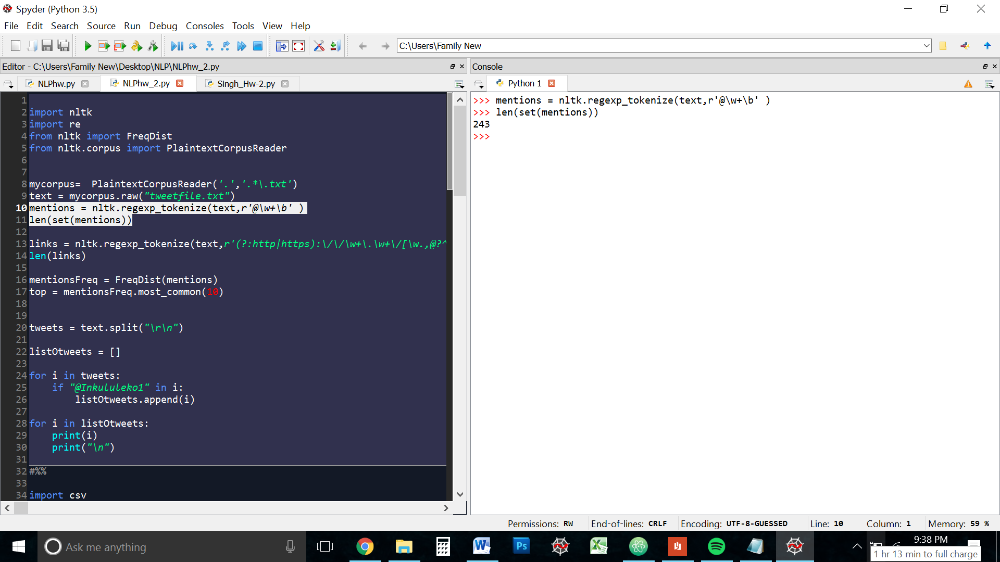 Spyder (Python 3.5)
File Edit Search Source Run Debug Consoles Tools View Help
C:\Users\Family New
Editor - C:\Users\Family New\Desktop\NLP\NLPhw_2.py
NLPhw.py NLPhw_2.py Singh_Hw-2.py
1
2 import nltk
3 import re
4 from nltk import FreqDist
5 from nltk.corpus import PlaintextCorpusReader
6
7
8 mycorpus=  PlaintextCorpusReader('.','.*\.txt')
9 text = mycorpus.raw("tweetfile.txt")
10 mentions = nltk.regexp_tokenize(text,r'@\w+\b' )
11 len(set(mentions))
12
13 links = nltk.regexp_tokenize(text,r'(?:http|https):\/\/\w+\.\w+\/[\w.,@?^
14 len(links)
15
16 mentionsFreq = FreqDist(mentions)
17 top = mentionsFreq.most_common(10)
18
19
20 tweets = text.split("\r\n")
21
22 listOtweets = []
23
24 for i in tweets:
25     if "@Inkululeko1" in i:
26         listOtweets.append(i)
27
28 for i in listOtweets:
29     print(i)
30     print("\n")
31
32 #%%
33
34 import csv
Console
Python 1
>>> mentions = nltk.regexp_tokenize(text,r'@\w+\b' )
>>> len(set(mentions))
243
>>>
Permissions: RW End-of-lines: CRLF Encoding: UTF-8-GUESSED Line: 10 Column: 1 Memory: 59 %
Ask me anything
Ps
9:38 PM
1 hr 13 min to full charge